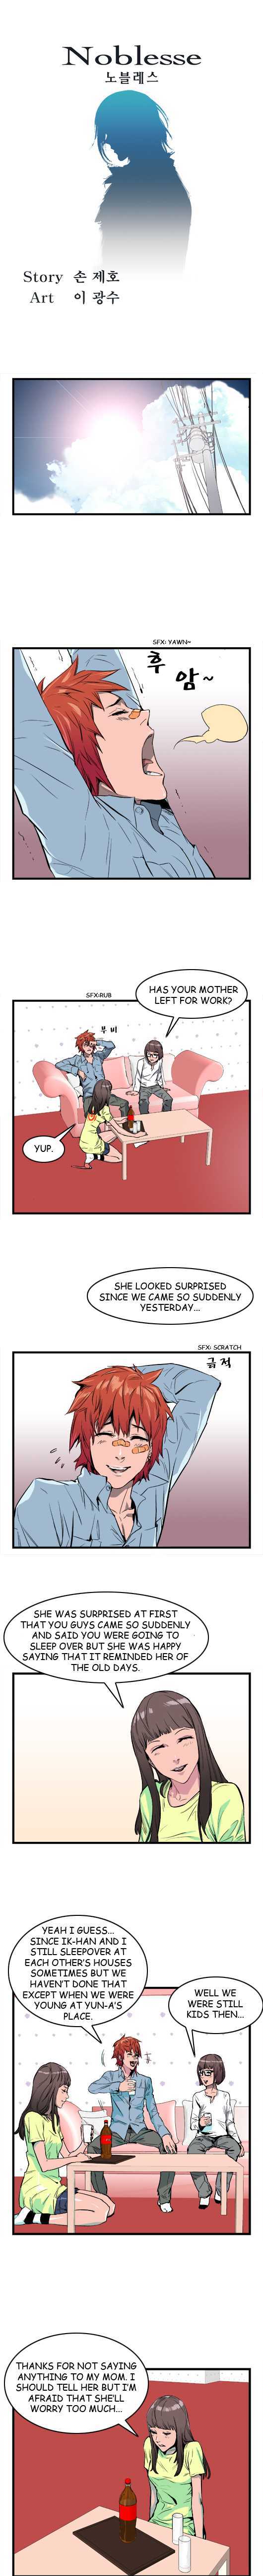 Noblesse
노블레스
Story 손 제호
Art 이 광수
SFX: YAWN~
후
암~
HAS YOUR MOTHER
LEFT FOR WORK?
SFX:RUB
부 비
YUP.
SHE LOOKED SURPRISED
SINCE WE CAME SO SUDDENLY
YESTERDAY...
SFX: SCRATCH
긁 적
SHE WAS SURPRISED AT FIRST
THAT YOU GUYS CAME SO SUDDENLY
AND SAID YOU WERE GOING TO
SLEEP OVER BUT SHE WAS HAPPY
SAYING THAT IT REMINDED HER OF
THE OLD DAYS.
YEAH I GUESS...
SINCE IK-HAN AND I
STILL SLEEPOVER AT
EACH OTHER'S HOUSES
SOMETIMES BUT WE
HAVEN'T DONE THAT
EXCEPT WHEN WE WERE
YOUNG AT YUN-A'S
PLACE.
WELL WE
WERE STILL
KIDS THEN...
THANKS FOR NOT SAYING
ANYTHING TO MY MOM. I
SHOULD TELL HER BUT I'M
AFRAID THAT SHE'LL
WORRY TOO MUCH...